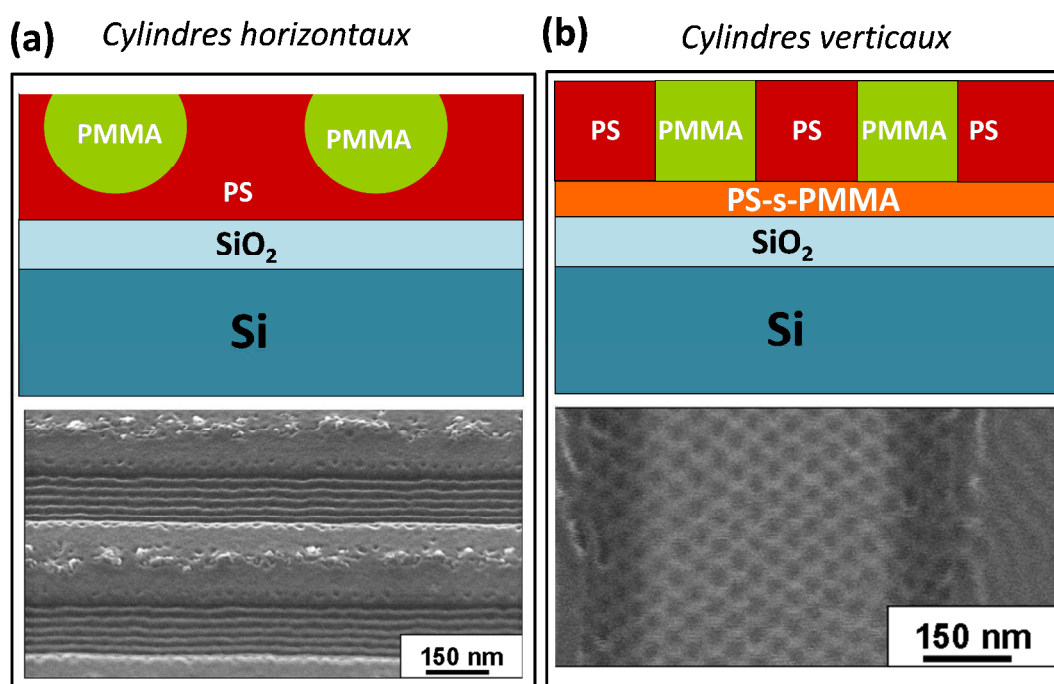 (a) Cylindres horizontaux
PMMA
PMMA
PS
SiO₂
Si
150 nm
(b) Cylindres verticaux
PS PMMA PS PMMA PS
PS-s-PMMA
SiO₂
Si
150 nm